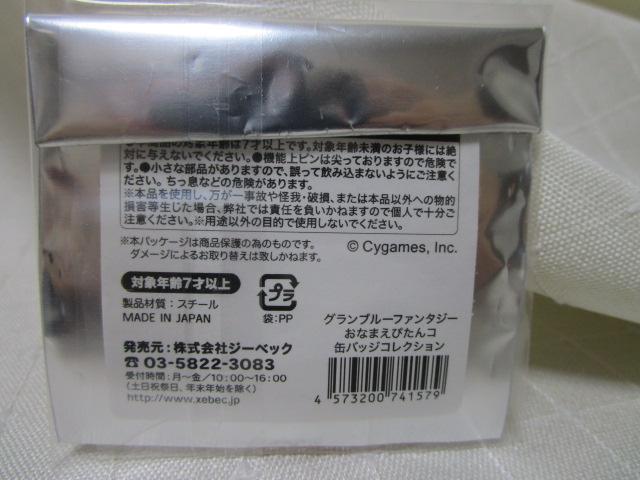 商品の対象年齢は7才以上です。対象年齢未満のお子様には絶
対に与えないでください。●機能上ピンは尖っておりますので危険で
す。●小さな部品がありますので、誤って飲み込まないようにご注意
ください。ちっ息などの危険があります。
※本品を使用し、万が一事故や怪我・破損、または本品以外への物的
損害等生じた場合、弊社では責任を負いかねますので個人で十分ご
注意ください。※用途以外の目的で使用しないでください。
※本パッケージは商品保護の為のものです。
ダメージによるお取り替えは致しかねます。
© Cygames, Inc.
対象年齢7才以上
製品材質：スチール
MADE IN JAPAN
プラ
袋:PP
グランブルーファンタジー
おなまえぴたんコ
缶バッジコレクション
発売元：株式会社ジーベック
☎03-5822-3083
受付時間：月～金／10:00～16:00
（土日祝祭日、年末年始を除く）
http://www.xebec.jp
4 573200 741579